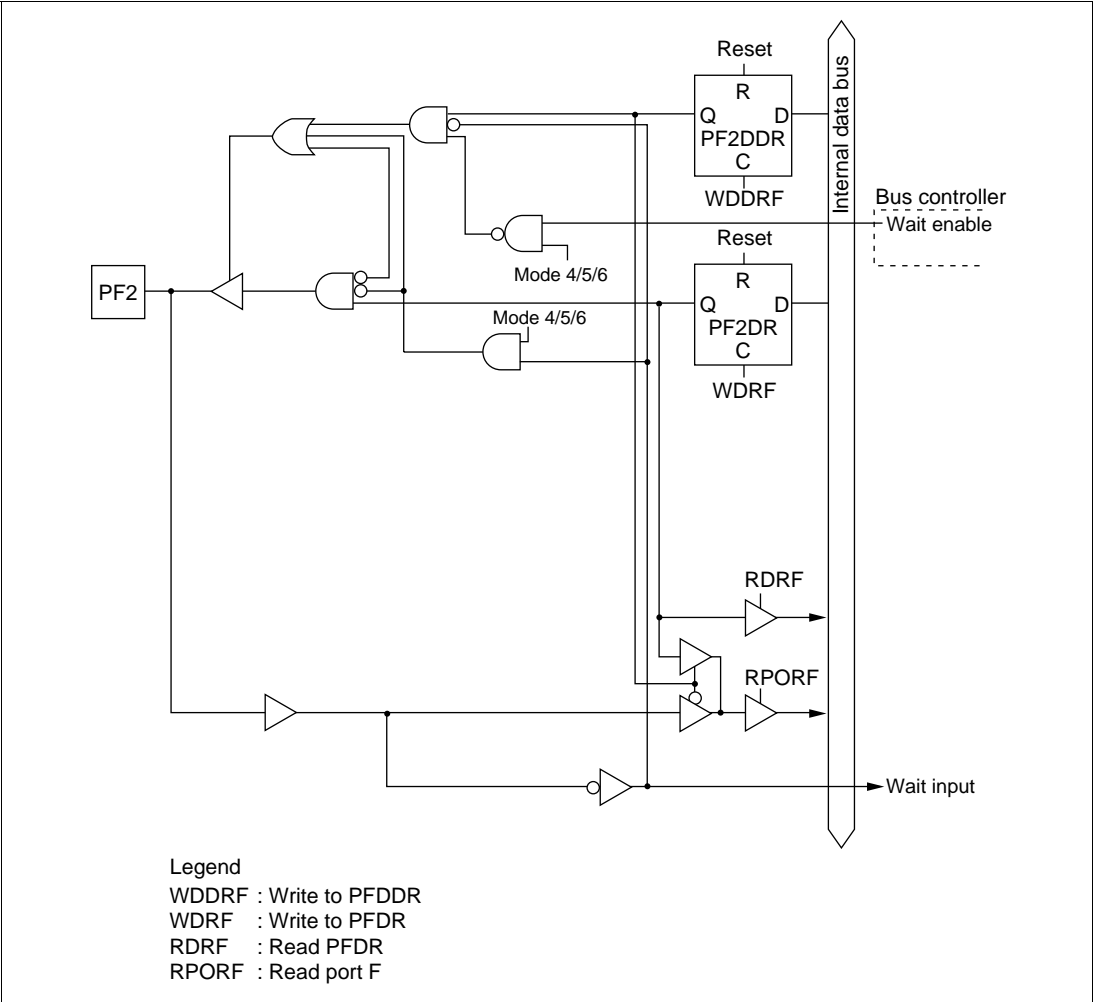 Reset
R
Q D
PF2DDR
C
WDDRF
Internal data bus
Bus controller
Wait enable
Mode 4/5/6
Reset
R
Q D
PF2DR
C
WDRF
PF2
Mode 4/5/6
RDRF
RPORF
Wait input
Legend
WDDRF : Write to PFDDR
WDRF : Write to PFDR
RDRF : Read PFDR
RPORF : Read port F